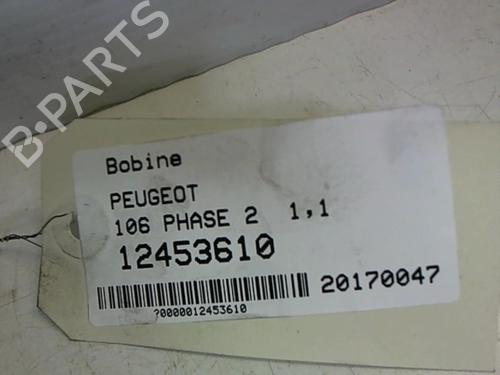 B-PARTS
Bobine
PEUGEOT
106 PHASE 2 1,1
12453610
20170047
?0000012453610